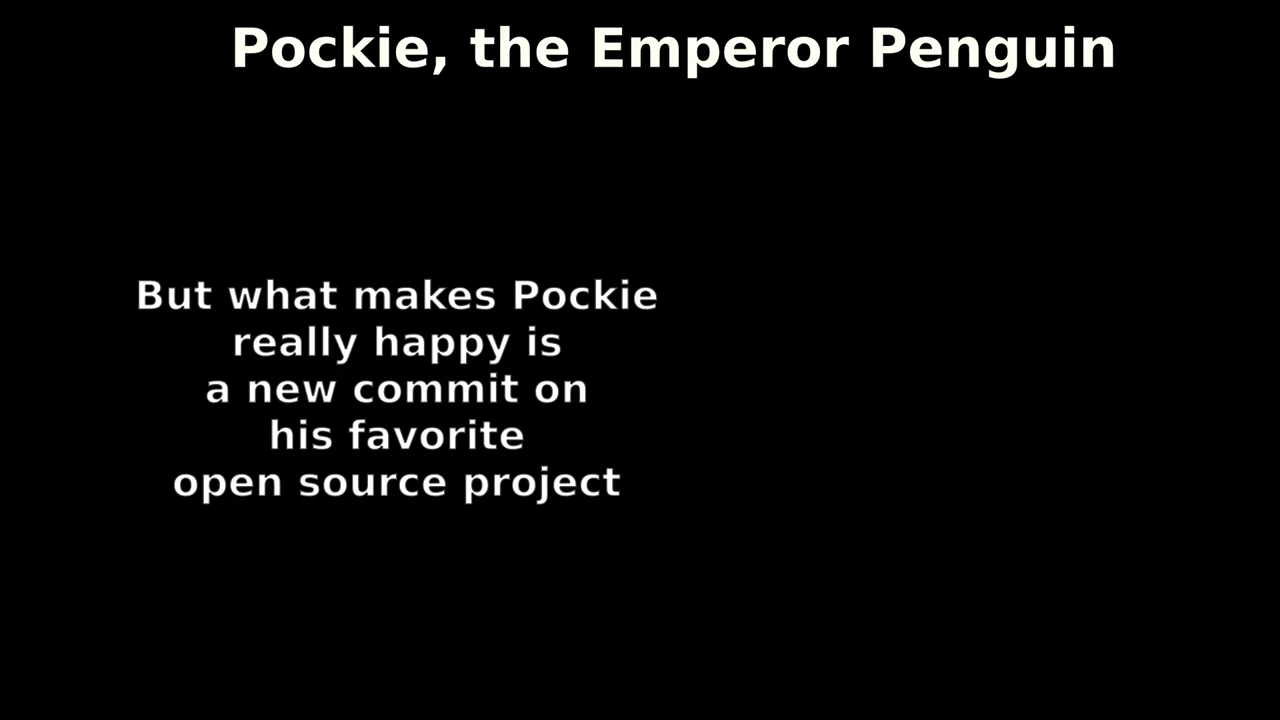 Pockie, the Emperor Penguin
But what makes Pockie
really happy is
a new commit on
his favorite
open source project